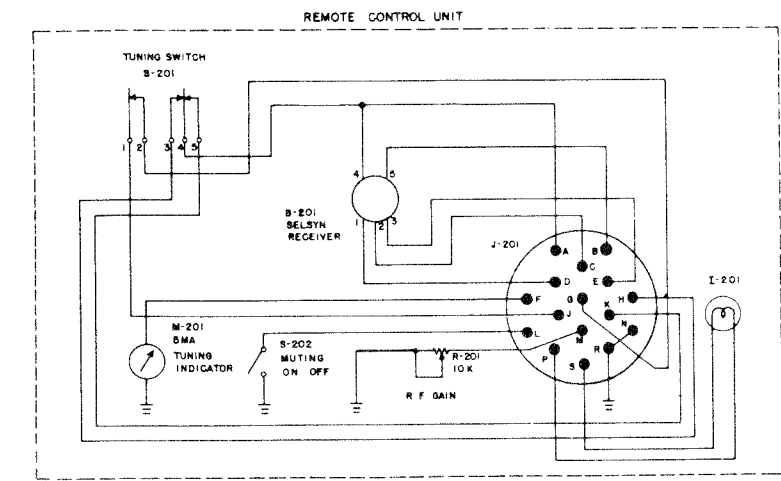 REMOTE CONTROL UNIT
TUNING SWITCH
S-201
1 2 3 4 5
4 5
B-201
SELSYN
RECEIVER
1 2 3
J-201
A B
C
D E
F G H
J K
L M N
P R
S
I-201
M-201
5MA
TUNING
INDICATOR
S-202
MUTING
ON OFF
R-201
10K
R F GAIN